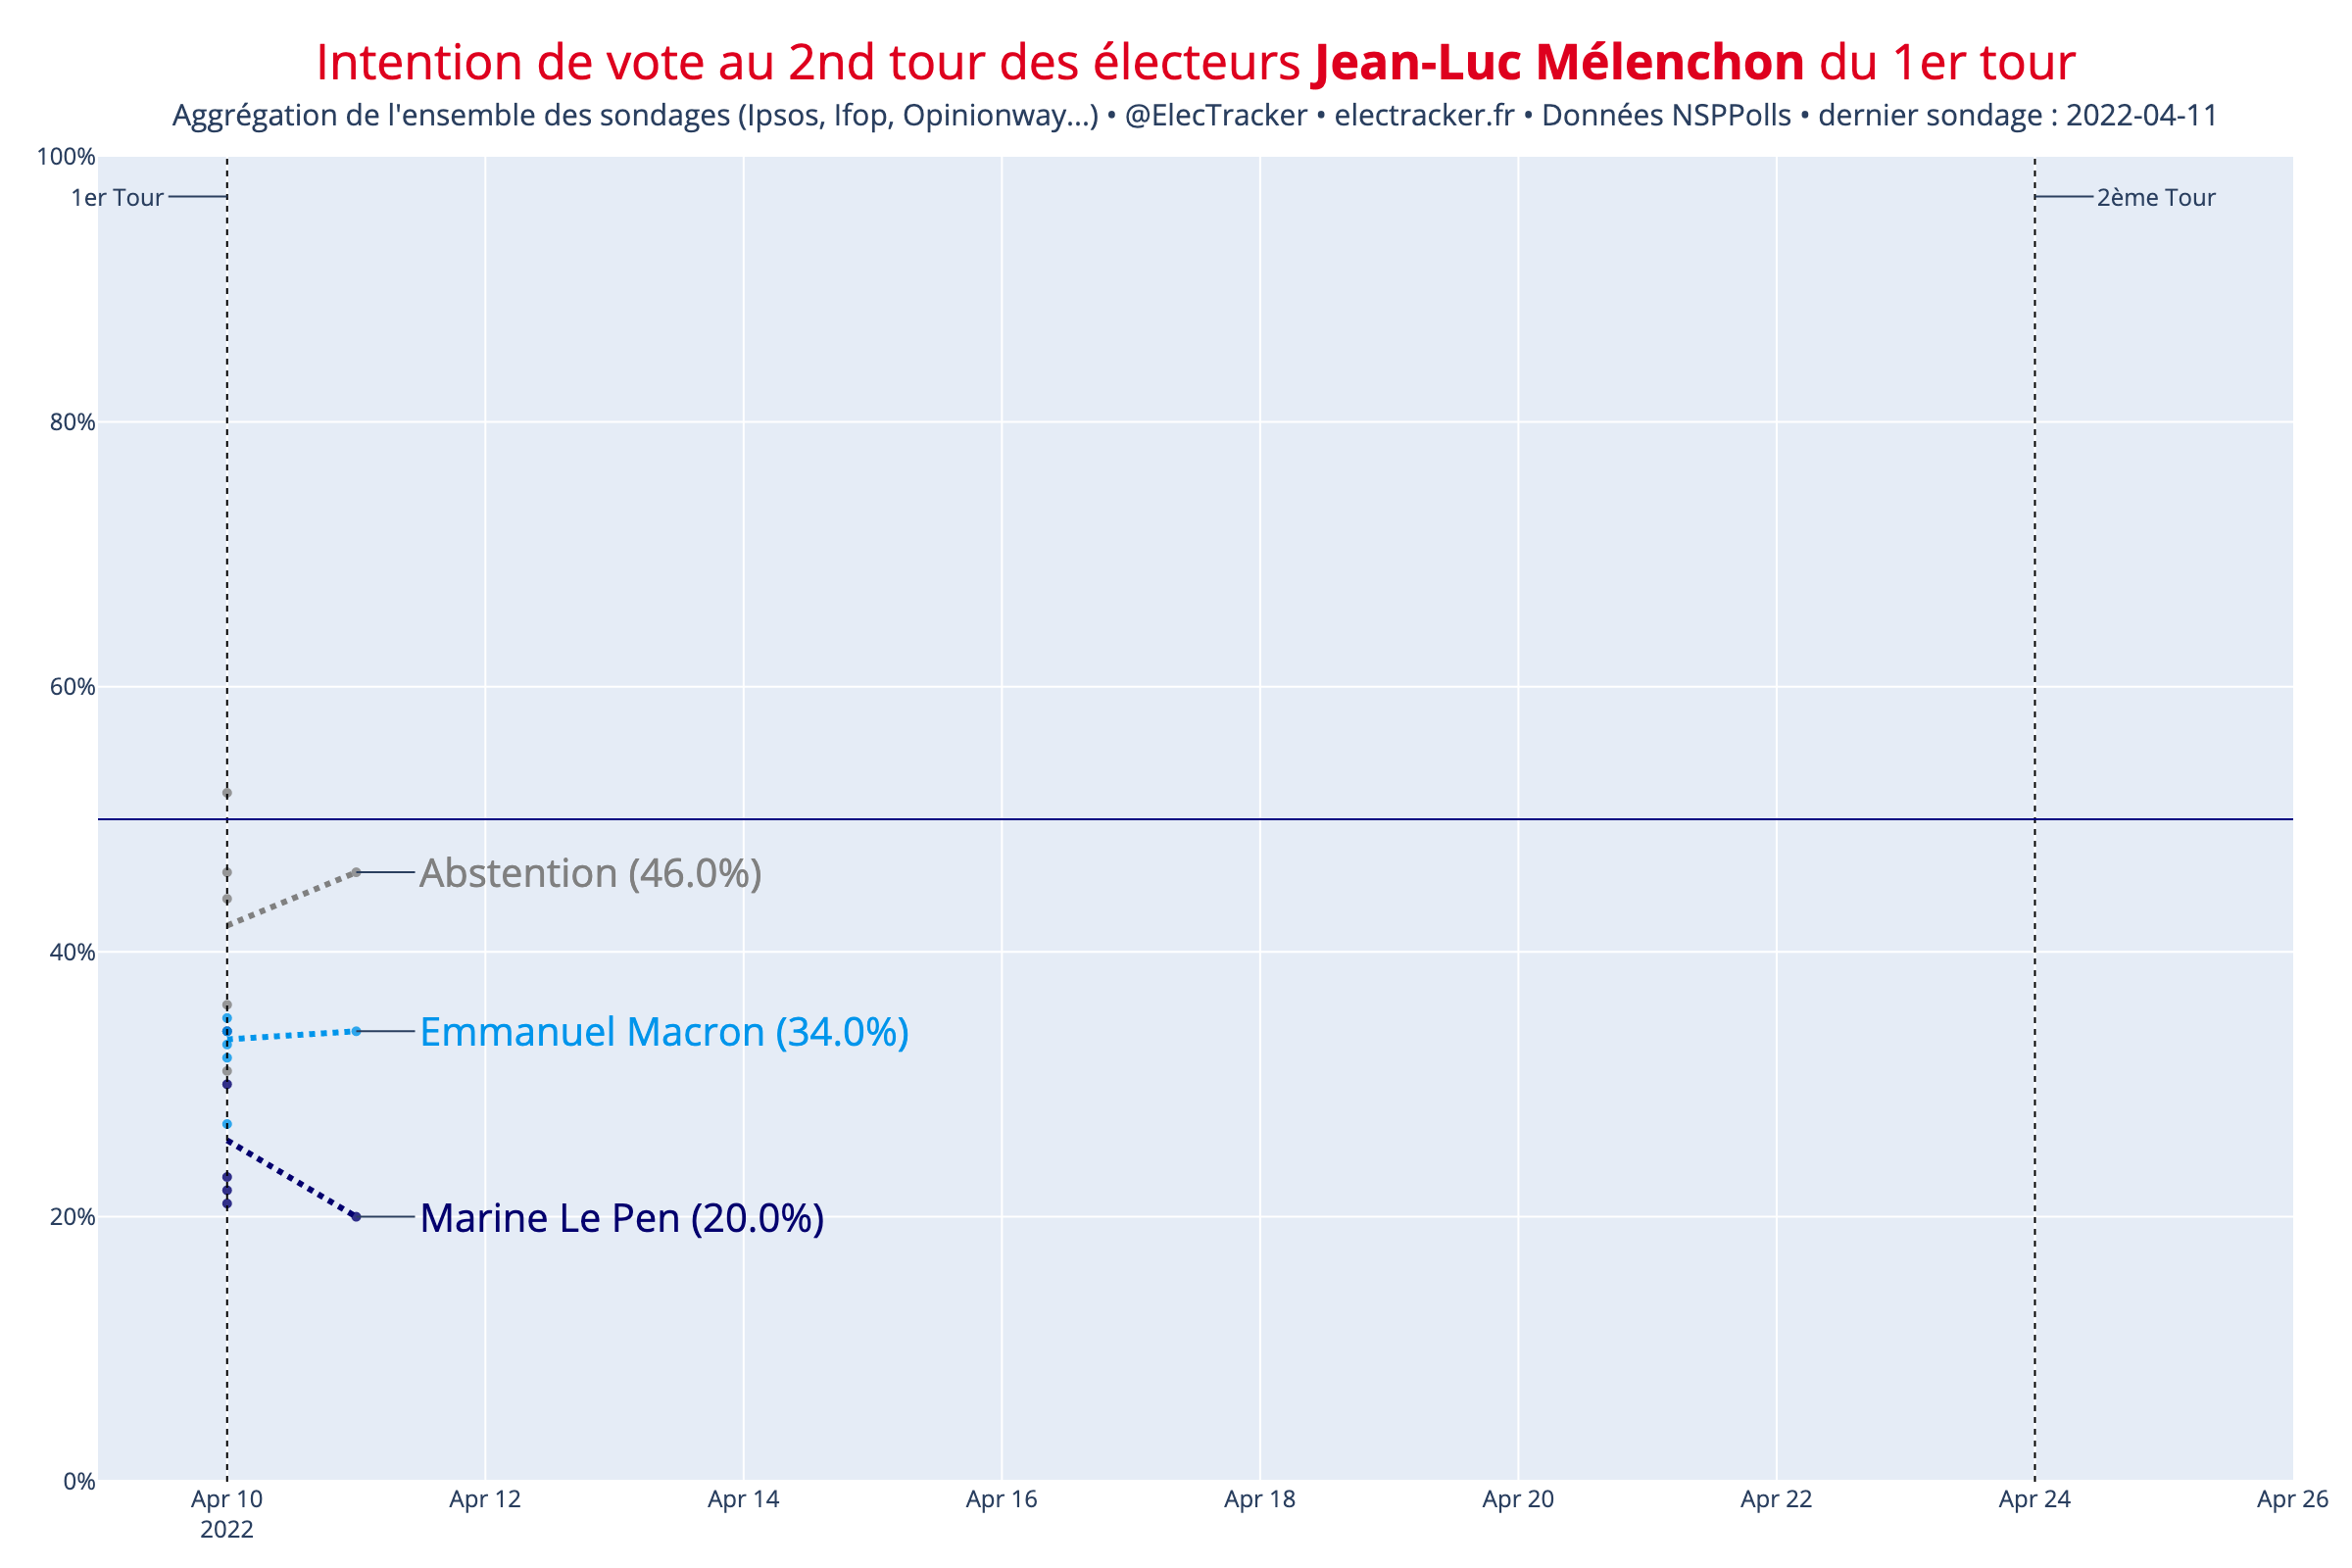 Intention de vote au 2nd tour des électeurs Jean-Luc Mélenchon du 1er tour
Aggrégation de l'ensemble des sondages (Ipsos, Ifop, Opinionway...) • @ElecTracker • electracker.fr • Données NSPPolls • dernier sondage : 2022-04-11
100%
1er Tour
2ème Tour
80%
60%
Abstention (46.0%)
40%
Emmanuel Macron (34.0%)
Marine Le Pen (20.0%)
20%
0%
Apr 10 Apr 12 Apr 14 Apr 16 Apr 18 Apr 20 Apr 22 Apr 24 Apr 26
2022